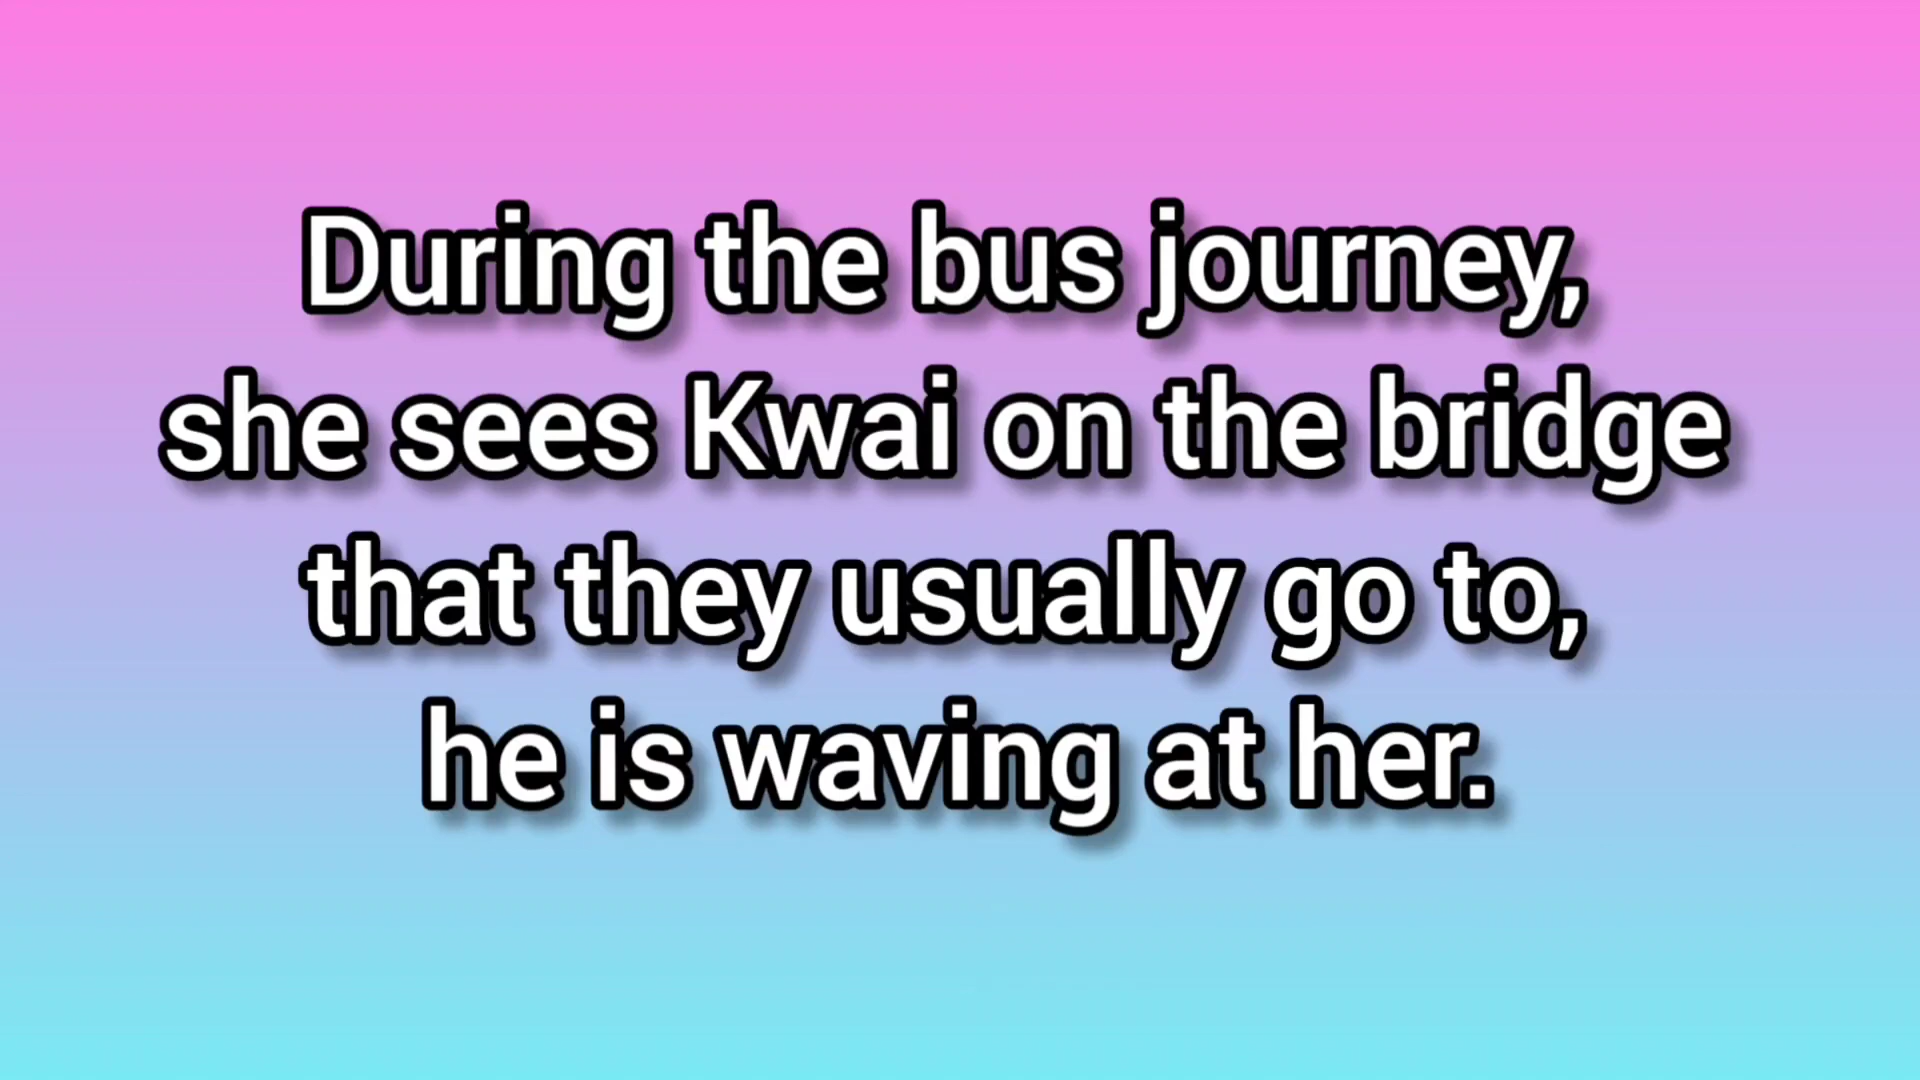 During the bus journey,
she sees Kwai on the bridge
that they usually go to,
he is waving at her.